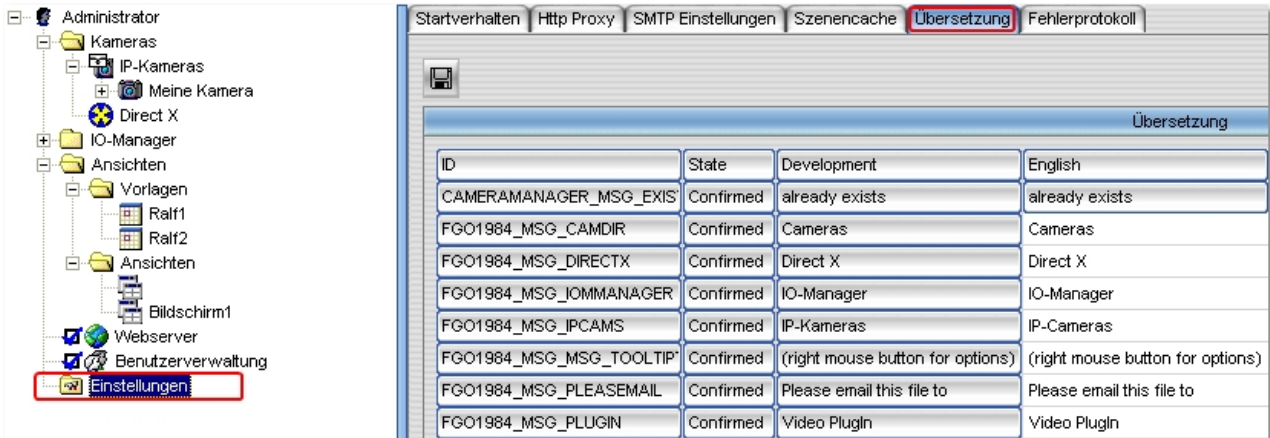 Administrator
Kameras
IP-Kameras
Meine Kamera
Direct X
IO-Manager
Ansichten
Vorlagen
Ralf1
Ralf2
Ansichten
Bildschirm1
Webserver
Benutzerverwaltung
Einstellungen
Startverhalten Http Proxy SMTP Einstellungen Szenencache Übersetzung Fehlerprotokoll
Übersetzung
ID State Development English
CAMERAMANAGER_MSG_EXIS Confirmed already exists already exists
FGO1984_MSG_CAMDIR Confirmed Cameras Cameras
FGO1984_MSG_DIRECTX Confirmed Direct X Direct X
FGO1984_MSG_IOMMANAGER Confirmed IO-Manager IO-Manager
FGO1984_MSG_IPCAMS Confirmed IP-Kameras IP-Cameras
FGO1984_MSG_MSG_TOOLTIP Confirmed (right mouse button for options) (right mouse button for options)
FGO1984_MSG_PLEASEMAIL Confirmed Please email this file to Please email this file to
FGO1984_MSG_PLUGIN Confirmed Video PlugIn Video PlugIn